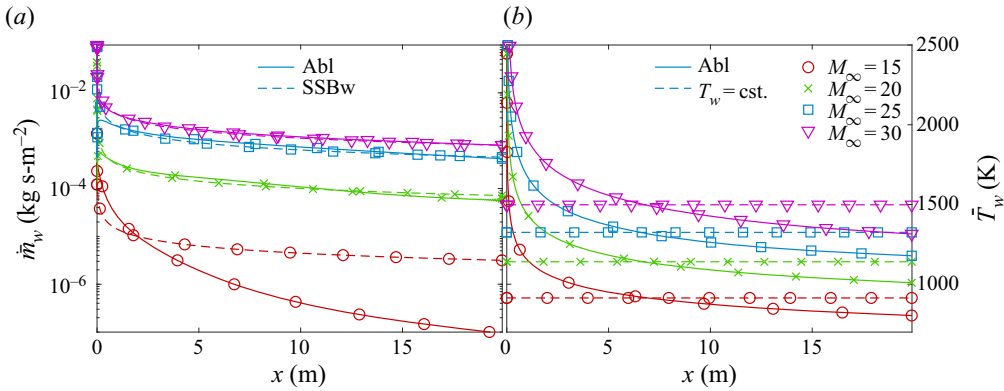 (a)
(b)
Abl
SSBw
10⁻²
10⁻⁴
10⁻⁶
ṁ̄_w (kg s-m⁻²)
0
5
10
15
x (m)
Abl
T_w = cst.
M_∞ = 15
M_∞ = 20
M_∞ = 25
M_∞ = 30
2500
2000
1500
1000
T̄_w (K)
0
5
10
15
x (m)